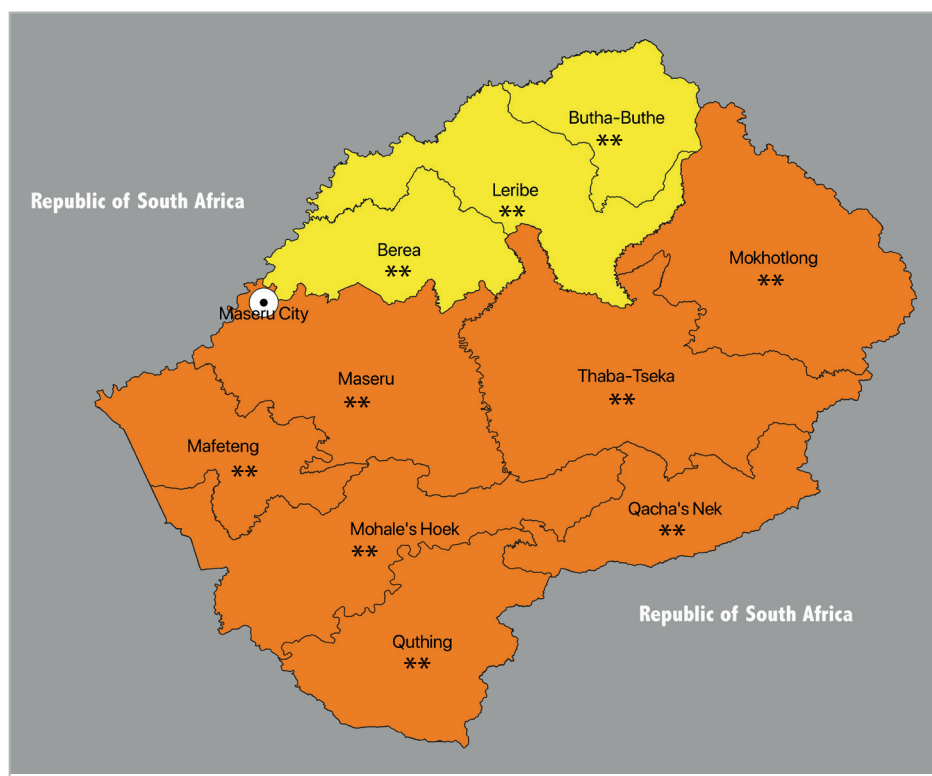 Butha-Buthe
**
Leribe
**
Republic of South Africa
Berea
**
Mokhotlong
**
Maseru City
Maseru
**
Thaba-Tseka
**
Mafeteng
**
Qacha's Nek
**
Mohale's Hoek
**
Republic of South Africa
Quthing
**